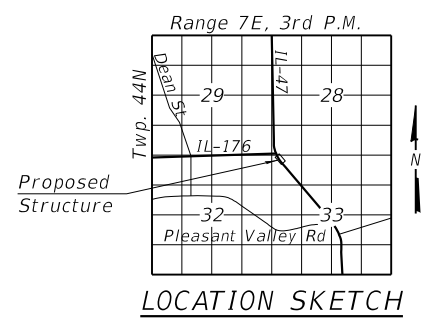 Range 7E, 3rd P.M.
Twp. 44N
Dean St
IL-47
29
28
IL-176
N
Proposed
Structure
32
33
Pleasant Valley Rd
LOCATION SKETCH